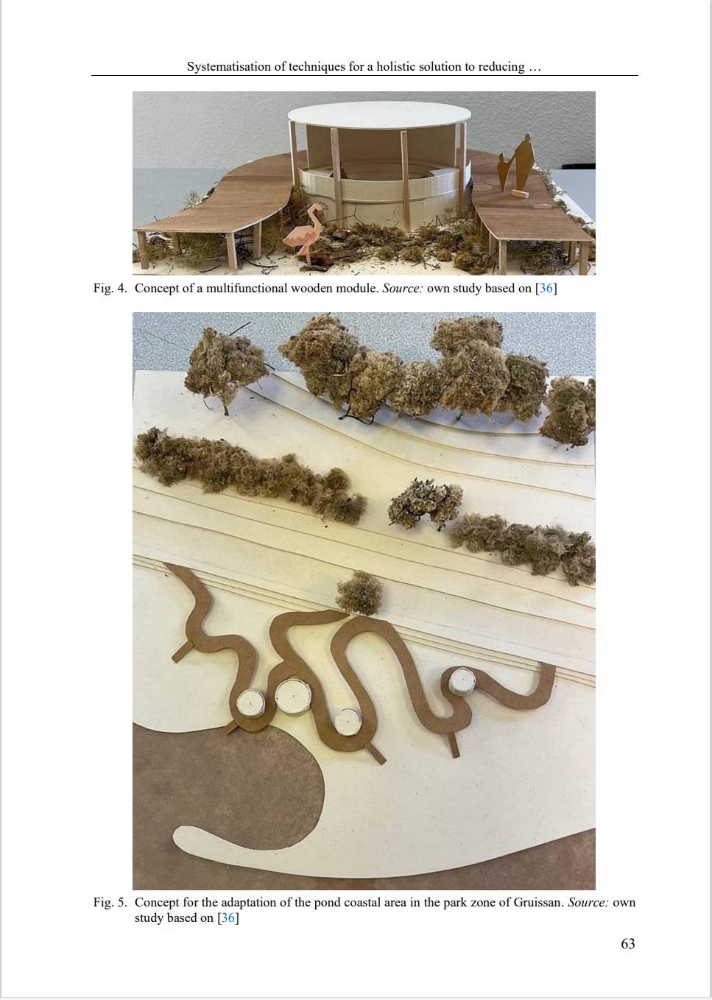 Systematisation of techniques for a holistic solution to reducing …
Fig. 4. Concept of a multifunctional wooden module. Source: own study based on [36]
Fig. 5. Concept for the adaptation of the pond coastal area in the park zone of Gruissan. Source: own
study based on [36]
63